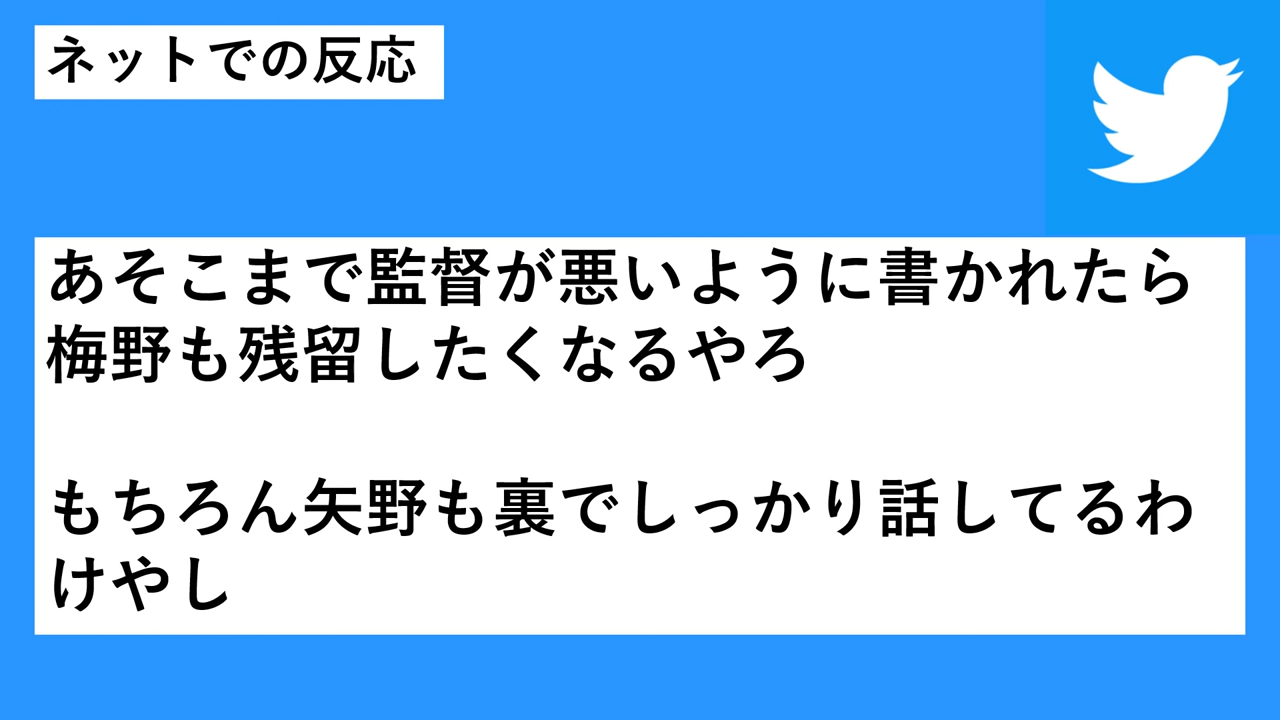 ネットでの反応
あそこまで監督が悪いように書かれたら
梅野も残留したくなるやろ
もちろん矢野も裏でしっかり話してるわ
けやし